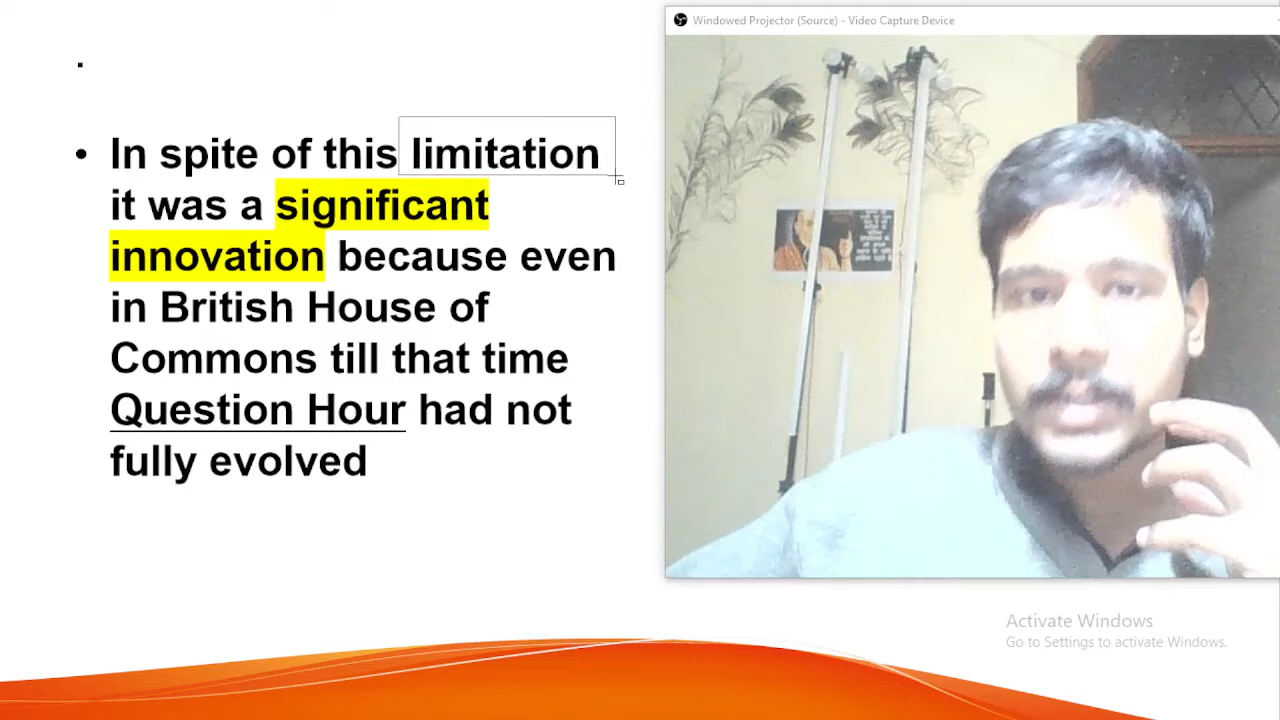 Windowed Projector (Source) - Video Capture Device
In spite of this limitation
it was a significant
innovation because even
in British House of
Commons till that time
Question Hour had not
fully evolved
Activate Windows
Go to Settings to activate Windows.